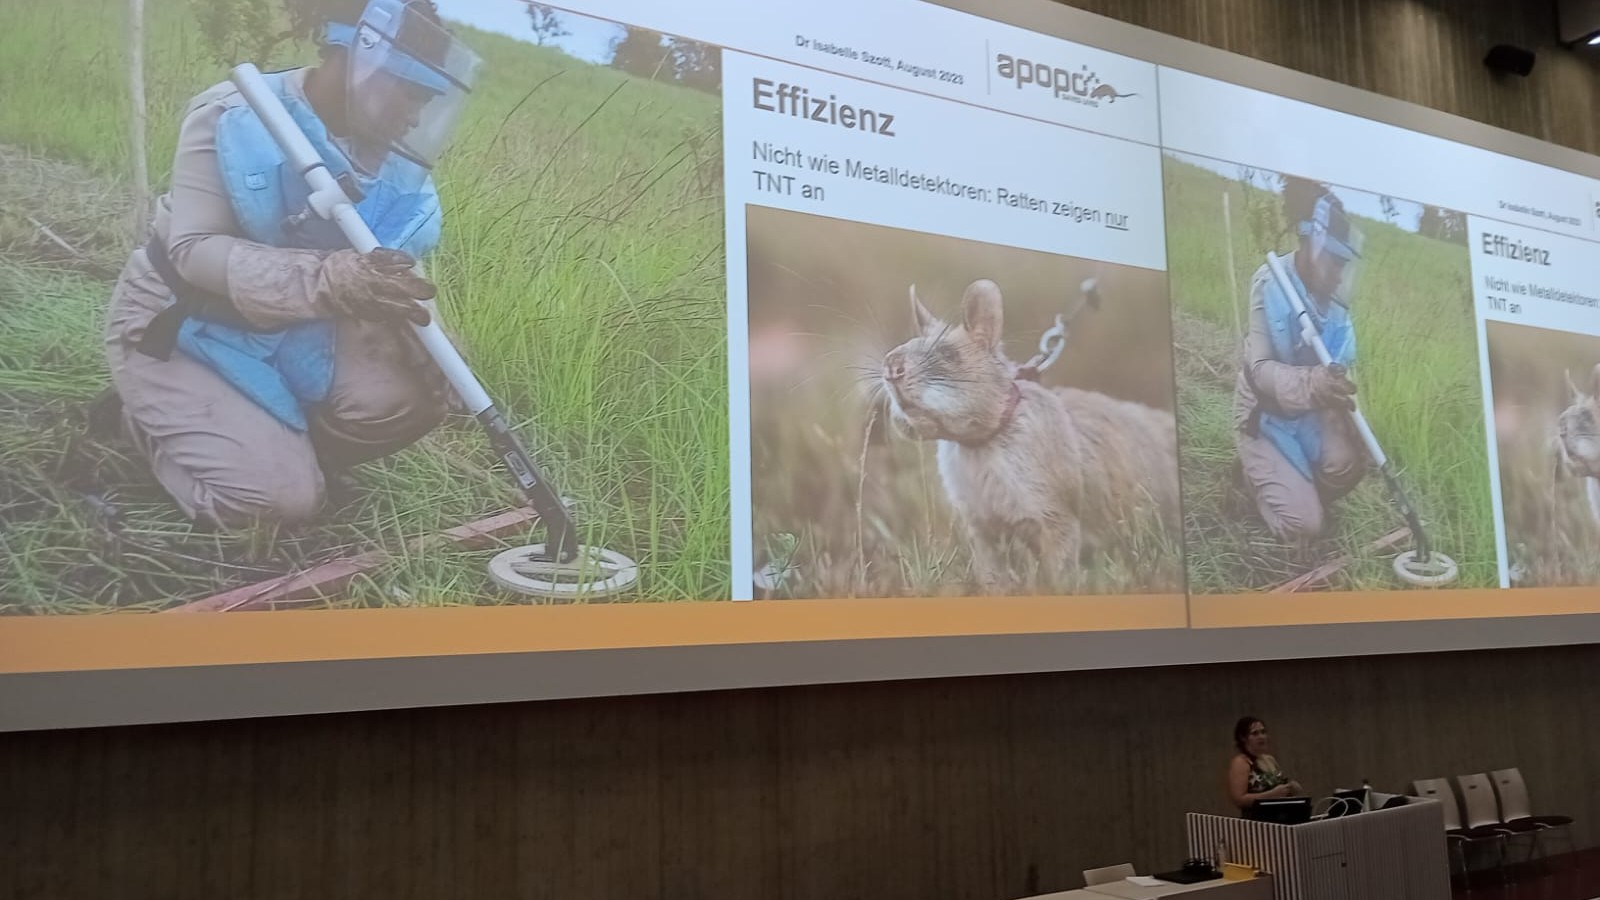 Dr Isabelle Szott, August 2023
apopo
Effizienz
Nicht wie Metalldetektoren: Ratten zeigen nur
TNT an
Dr Isabelle Szott, August 2023
Effizienz
Nicht wie Metalldetektoren:
TNT an